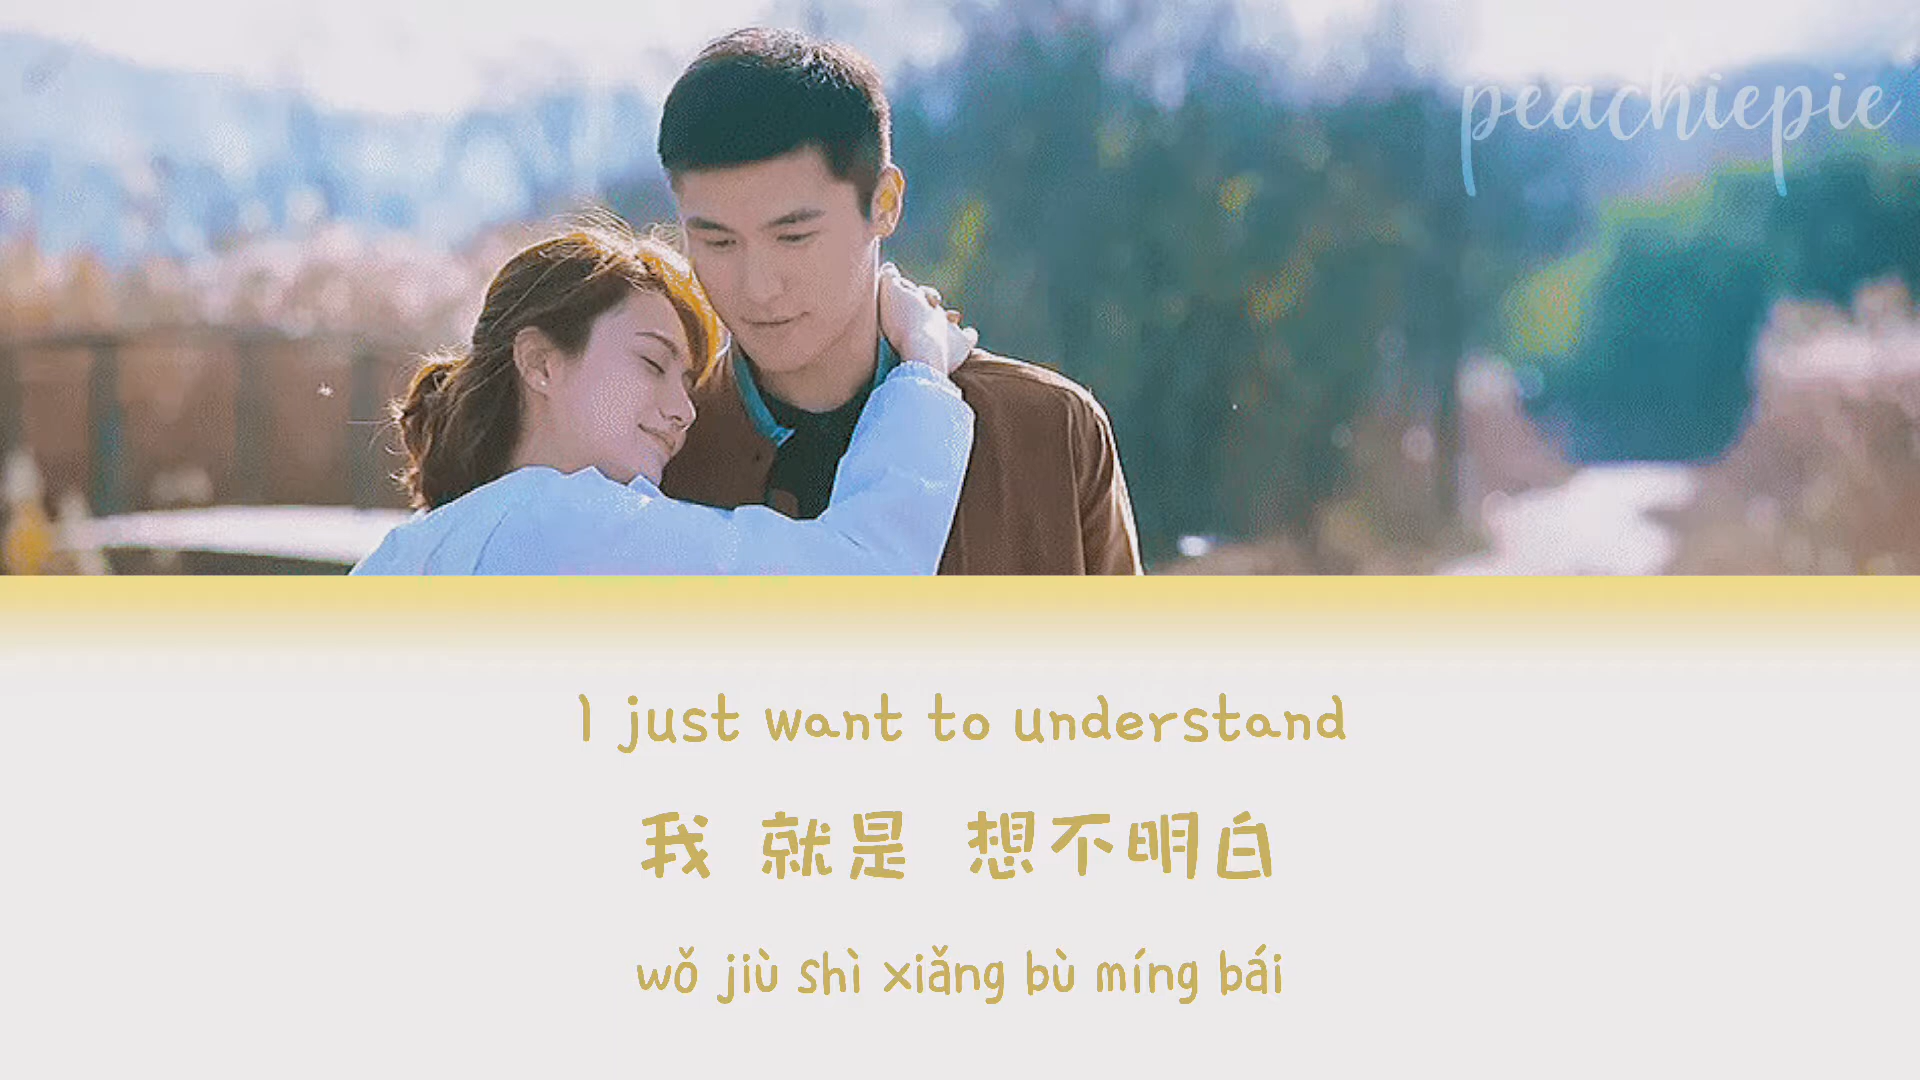 peachiepie
I just want to understand
我 就是 想不明白
wǒ jiù shì xiǎng bù míng bái